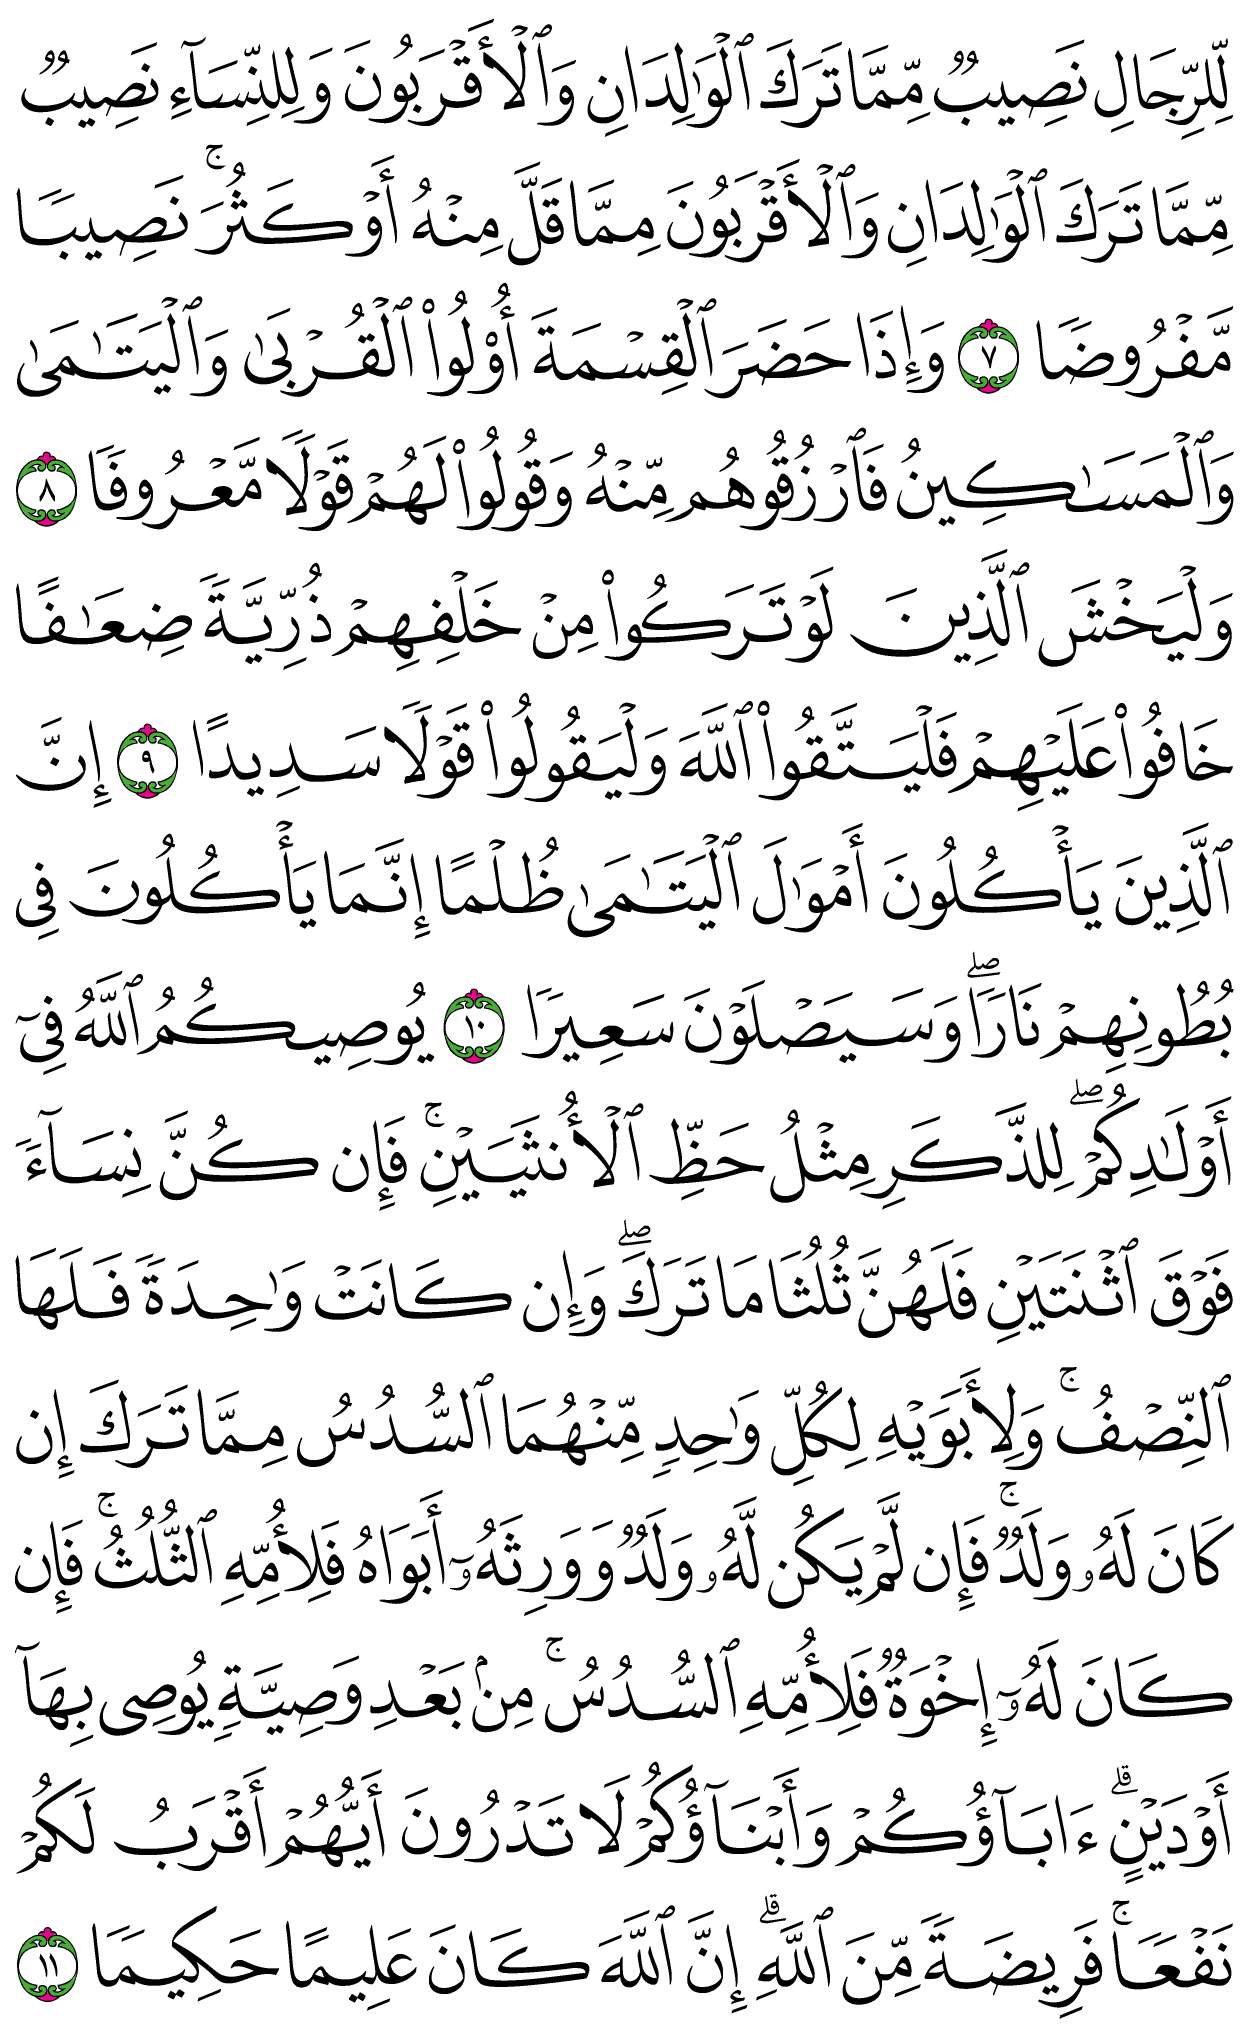 لِّلرِّجَالِ نَصِيبٌ مِّمَّا تَرَكَ ٱلْوَٰلِدَانِ وَٱلْأَقْرَبُونَ وَلِلنِّسَآءِ نَصِيبٌ
مِّمَّا تَرَكَ ٱلْوَٰلِدَانِ وَٱلْأَقْرَبُونَ مِمَّا قَلَّ مِنْهُ أَوْ كَثُرَ ۚ نَصِيبًا
مَّفْرُوضًا ٧ وَإِذَا حَضَرَ ٱلْقِسْمَةَ أُو۟لُوا۟ ٱلْقُرْبَىٰ وَٱلْيَتَـٰمَىٰ
وَٱلْمَسَـٰكِينُ فَٱرْزُقُوهُم مِّنْهُ وَقُولُوا۟ لَهُمْ قَوْلًا مَّعْرُوفًا ٨
وَلْيَخْشَ ٱلَّذِينَ لَوْ تَرَكُوا۟ مِنْ خَلْفِهِمْ ذُرِّيَّةً ضِعَـٰفًا
خَافُوا۟ عَلَيْهِمْ فَلْيَتَّقُوا۟ ٱللَّهَ وَلْيَقُولُوا۟ قَوْلًا سَدِيدًا ٩ إِنَّ
ٱلَّذِينَ يَأْكُلُونَ أَمْوَٰلَ ٱلْيَتَـٰمَىٰ ظُلْمًا إِنَّمَا يَأْكُلُونَ فِى
بُطُونِهِمْ نَارًا ۖ وَسَيَصْلَوْنَ سَعِيرًا ١٠ يُوصِيكُمُ ٱللَّهُ فِىٓ
أَوْلَـٰدِكُمْ ۖ لِلذَّكَرِ مِثْلُ حَظِّ ٱلْأُنثَيَيْنِ ۚ فَإِن كُنَّ نِسَآءً
فَوْقَ ٱثْنَتَيْنِ فَلَهُنَّ ثُلُثَا مَا تَرَكَ ۖ وَإِن كَانَتْ وَٰحِدَةً فَلَهَا
ٱلنِّصْفُ ۚ وَلِأَبَوَيْهِ لِكُلِّ وَٰحِدٍ مِّنْهُمَا ٱلسُّدُسُ مِمَّا تَرَكَ إِن
كَانَ لَهُۥ وَلَدٌ ۚ فَإِن لَّمْ يَكُن لَّهُۥ وَلَدٌ وَوَرِثَهُۥٓ أَبَوَاهُ فَلِأُمِّهِ ٱلثُّلُثُ ۚ فَإِن
كَانَ لَهُۥٓ إِخْوَةٌ فَلِأُمِّهِ ٱلسُّدُسُ ۚ مِنۢ بَعْدِ وَصِيَّةٍ يُوصِى بِهَآ
أَوْ دَيْنٍ ۗ ءَابَآؤُكُمْ وَأَبْنَآؤُكُمْ لَا تَدْرُونَ أَيُّهُمْ أَقْرَبُ لَكُمْ
نَفْعًا ۚ فَرِيضَةً مِّنَ ٱللَّهِ ۗ إِنَّ ٱللَّهَ كَانَ عَلِيمًا حَكِيمًا ١١